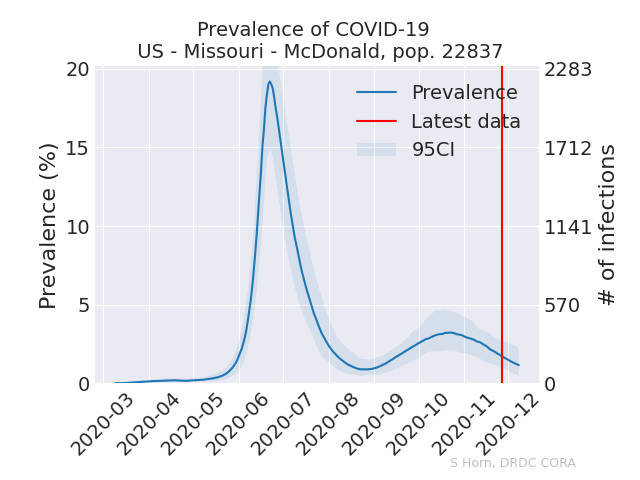 Prevalence of COVID-19
US - Missouri - McDonald, pop. 22837
Prevalence (%)
20
15
10
5
0
Prevalence
Latest data
95CI
2283
1712
1141
570
0
# of infections
2020-03
2020-04
2020-05
2020-06
2020-07
2020-08
2020-09
2020-10
2020-11
2020-12
S Horn, DRDC CORA